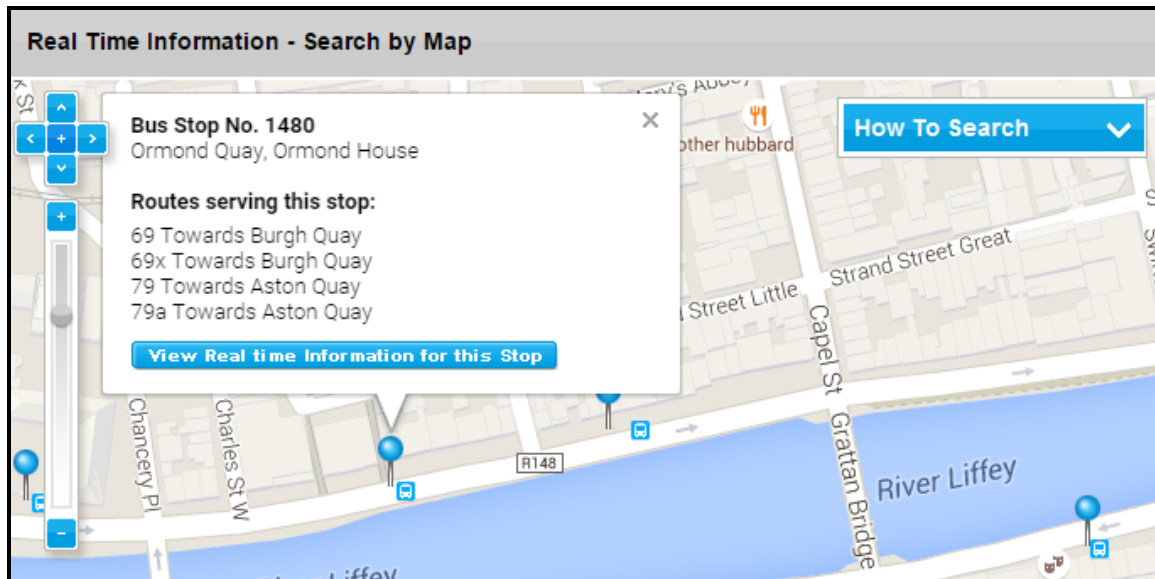 Real Time Information - Search by Map
Bus Stop No. 1480
Ormond Quay, Ormond House
Routes serving this stop:
69 Towards Burgh Quay
69x Towards Burgh Quay
79 Towards Aston Quay
79a Towards Aston Quay
View Real time Information for this Stop
How To Search
other hubbard
Strand Street Great
Street Little
Capel St
Grattan Bridge
River Liffey
R148
Chancery Pl
Charles St W